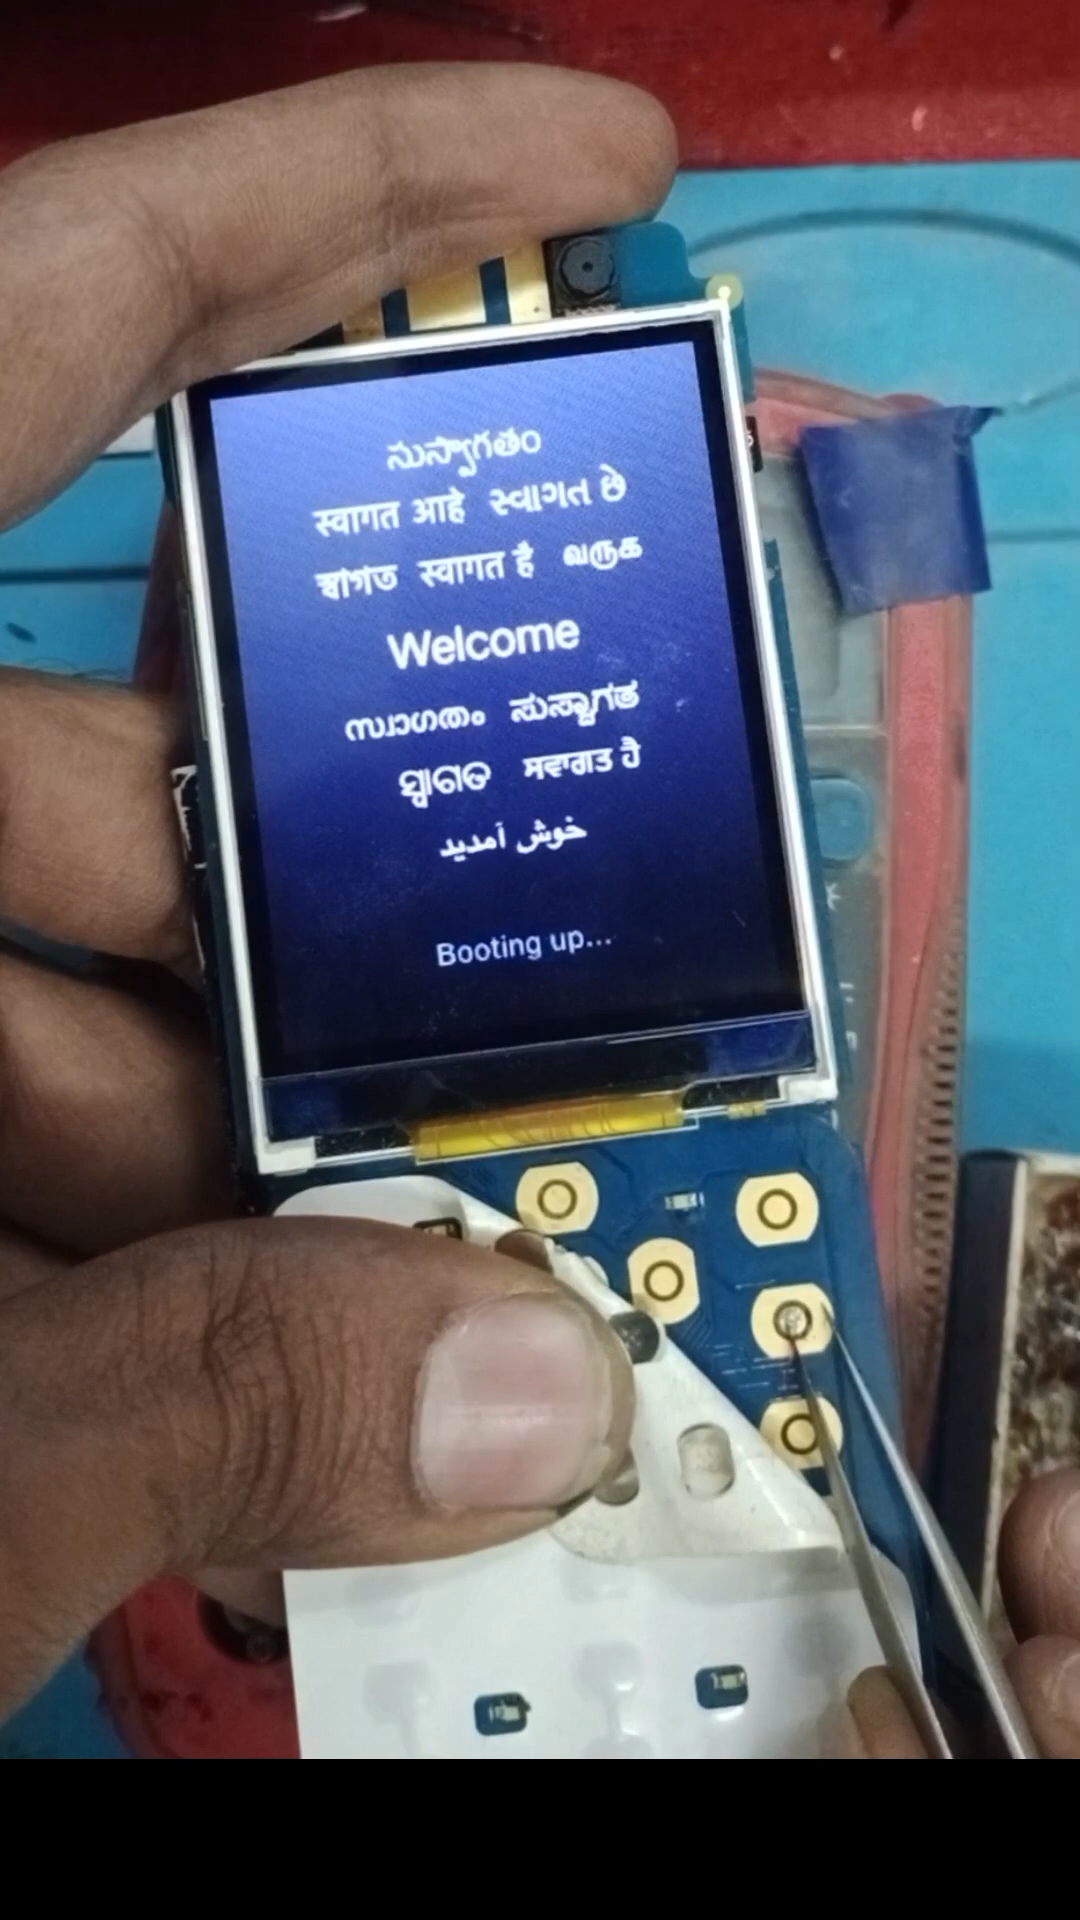 సుస్వాగతం
स्वागत आहे સ્વાગત છે
স্বাগত स्वागत है வருக
Welcome
സ്വാഗതം ಸುಸ್ವಾಗತ
ସ୍ୱାଗତ ਸਵਾਗਤ ਹੈ
خوش آمدید
Booting up...